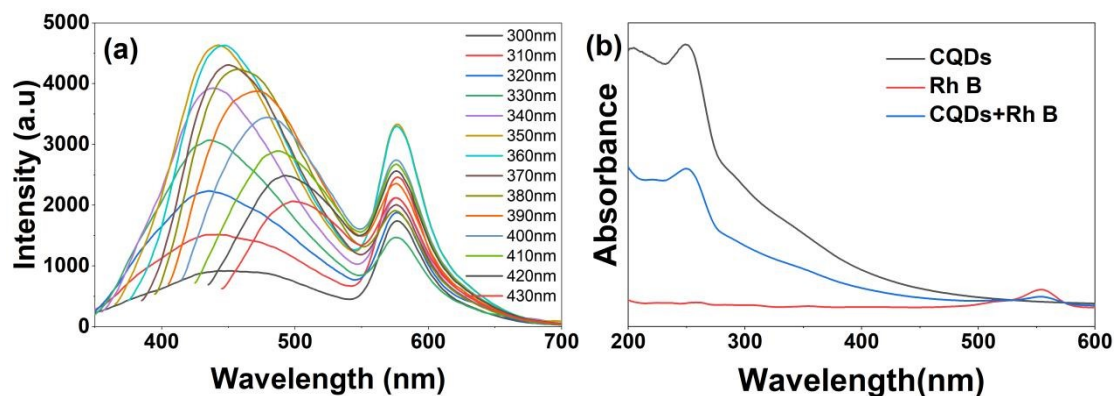 (a)
5000
4000
3000
2000
1000
0
Intensity (a.u)
400
500
600
700
Wavelength (nm)
300nm
310nm
320nm
330nm
340nm
350nm
360nm
370nm
380nm
390nm
400nm
410nm
420nm
430nm
(b)
CQDs
Rh B
CQDs+Rh B
Absorbance
200
300
400
500
600
Wavelength(nm)